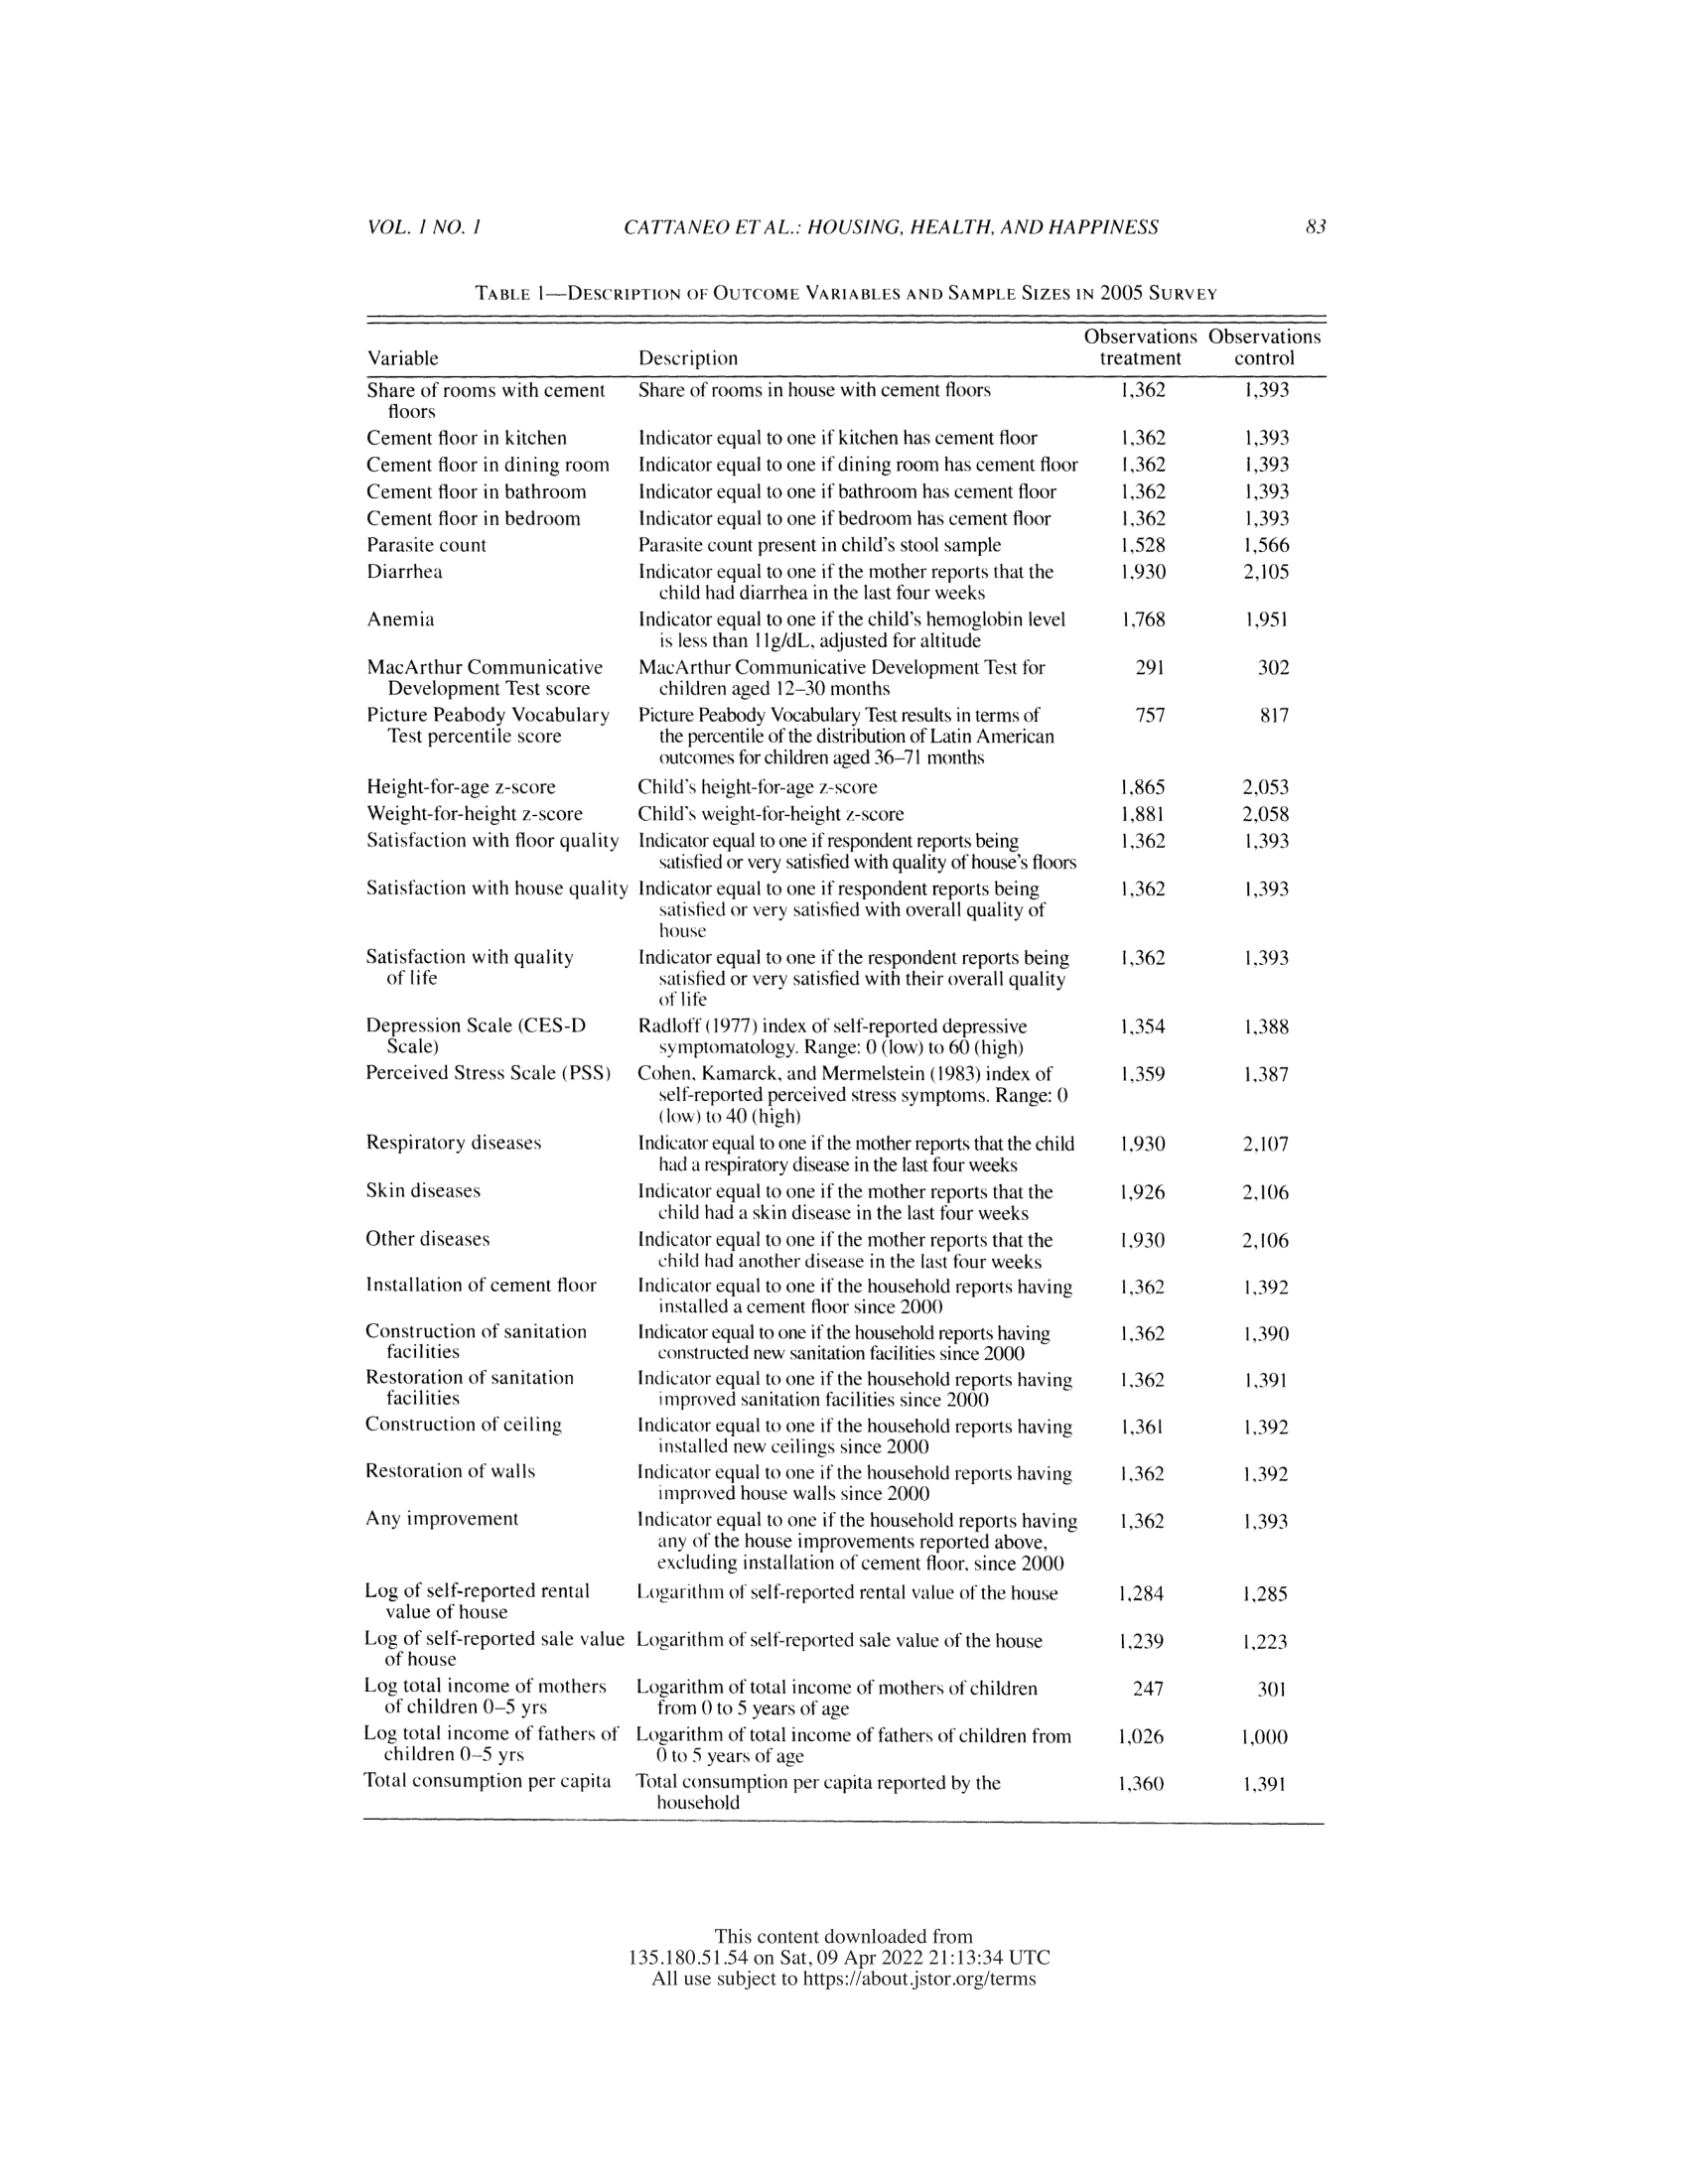 VOL. 1 NO. 1 CATTANEO ET AL.: HOUSING, HEALTH, AND HAPPINESS 83
TABLE 1—DESCRIPTION OF OUTCOME VARIABLES AND SAMPLE SIZES IN 2005 SURVEY
Observations Observations
Variable Description treatment control
Share of rooms with cement Share of rooms in house with cement floors 1,362 1,393
floors
Cement floor in kitchen Indicator equal to one if kitchen has cement floor 1,362 1,393
Cement floor in dining room Indicator equal to one if dining room has cement floor 1,362 1,393
Cement floor in bathroom Indicator equal to one if bathroom has cement floor 1,362 1,393
Cement floor in bedroom Indicator equal to one if bedroom has cement floor 1,362 1,393
Parasite count Parasite count present in child's stool sample 1,528 1,566
Diarrhea Indicator equal to one if the mother reports that the 1,930 2,105
child had diarrhea in the last four weeks
Anemia Indicator equal to one if the child's hemoglobin level 1,768 1,951
is less than 11g/dL, adjusted for altitude
MacArthur Communicative MacArthur Communicative Development Test for 291 302
Development Test score children aged 12–30 months
Picture Peabody Vocabulary Picture Peabody Vocabulary Test results in terms of 757 817
Test percentile score the percentile of the distribution of Latin American
outcomes for children aged 36–71 months
Height-for-age z-score Child's height-for-age z-score 1,865 2,053
Weight-for-height z-score Child's weight-for-height z-score 1,881 2,058
Satisfaction with floor quality Indicator equal to one if respondent reports being 1,362 1,393
satisfied or very satisfied with quality of house's floors
Satisfaction with house quality Indicator equal to one if respondent reports being 1,362 1,393
satisfied or very satisfied with overall quality of
house
Satisfaction with quality Indicator equal to one if the respondent reports being 1,362 1,393
of life satisfied or very satisfied with their overall quality
of life
Depression Scale (CES-D Radloff (1977) index of self-reported depressive 1,354 1,388
Scale) symptomatology. Range: 0 (low) to 60 (high)
Perceived Stress Scale (PSS) Cohen, Kamarck, and Mermelstein (1983) index of 1,359 1,387
self-reported perceived stress symptoms. Range: 0
(low) to 40 (high)
Respiratory diseases Indicator equal to one if the mother reports that the child 1,930 2,107
had a respiratory disease in the last four weeks
Skin diseases Indicator equal to one if the mother reports that the 1,926 2,106
child had a skin disease in the last four weeks
Other diseases Indicator equal to one if the mother reports that the 1,930 2,106
child had another disease in the last four weeks
Installation of cement floor Indicator equal to one if the household reports having 1,362 1,392
installed a cement floor since 2000
Construction of sanitation Indicator equal to one if the household reports having 1,362 1,390
facilities constructed new sanitation facilities since 2000
Restoration of sanitation Indicator equal to one if the household reports having 1,362 1,391
facilities improved sanitation facilities since 2000
Construction of ceiling Indicator equal to one if the household reports having 1,361 1,392
installed new ceilings since 2000
Restoration of walls Indicator equal to one if the household reports having 1,362 1,392
improved house walls since 2000
Any improvement Indicator equal to one if the household reports having 1,362 1,393
any of the house improvements reported above,
excluding installation of cement floor, since 2000
Log of self-reported rental Logarithm of self-reported rental value of the house 1,284 1,285
value of house
Log of self-reported sale value Logarithm of self-reported sale value of the house 1,239 1,223
of house
Log total income of mothers Logarithm of total income of mothers of children 247 301
of children 0–5 yrs from 0 to 5 years of age
Log total income of fathers of Logarithm of total income of fathers of children from 1,026 1,000
children 0–5 yrs 0 to 5 years of age
Total consumption per capita Total consumption per capita reported by the 1,360 1,391
household
This content downloaded from
135.180.51.54 on Sat, 09 Apr 2022 21:13:34 UTC
All use subject to https://about.jstor.org/terms